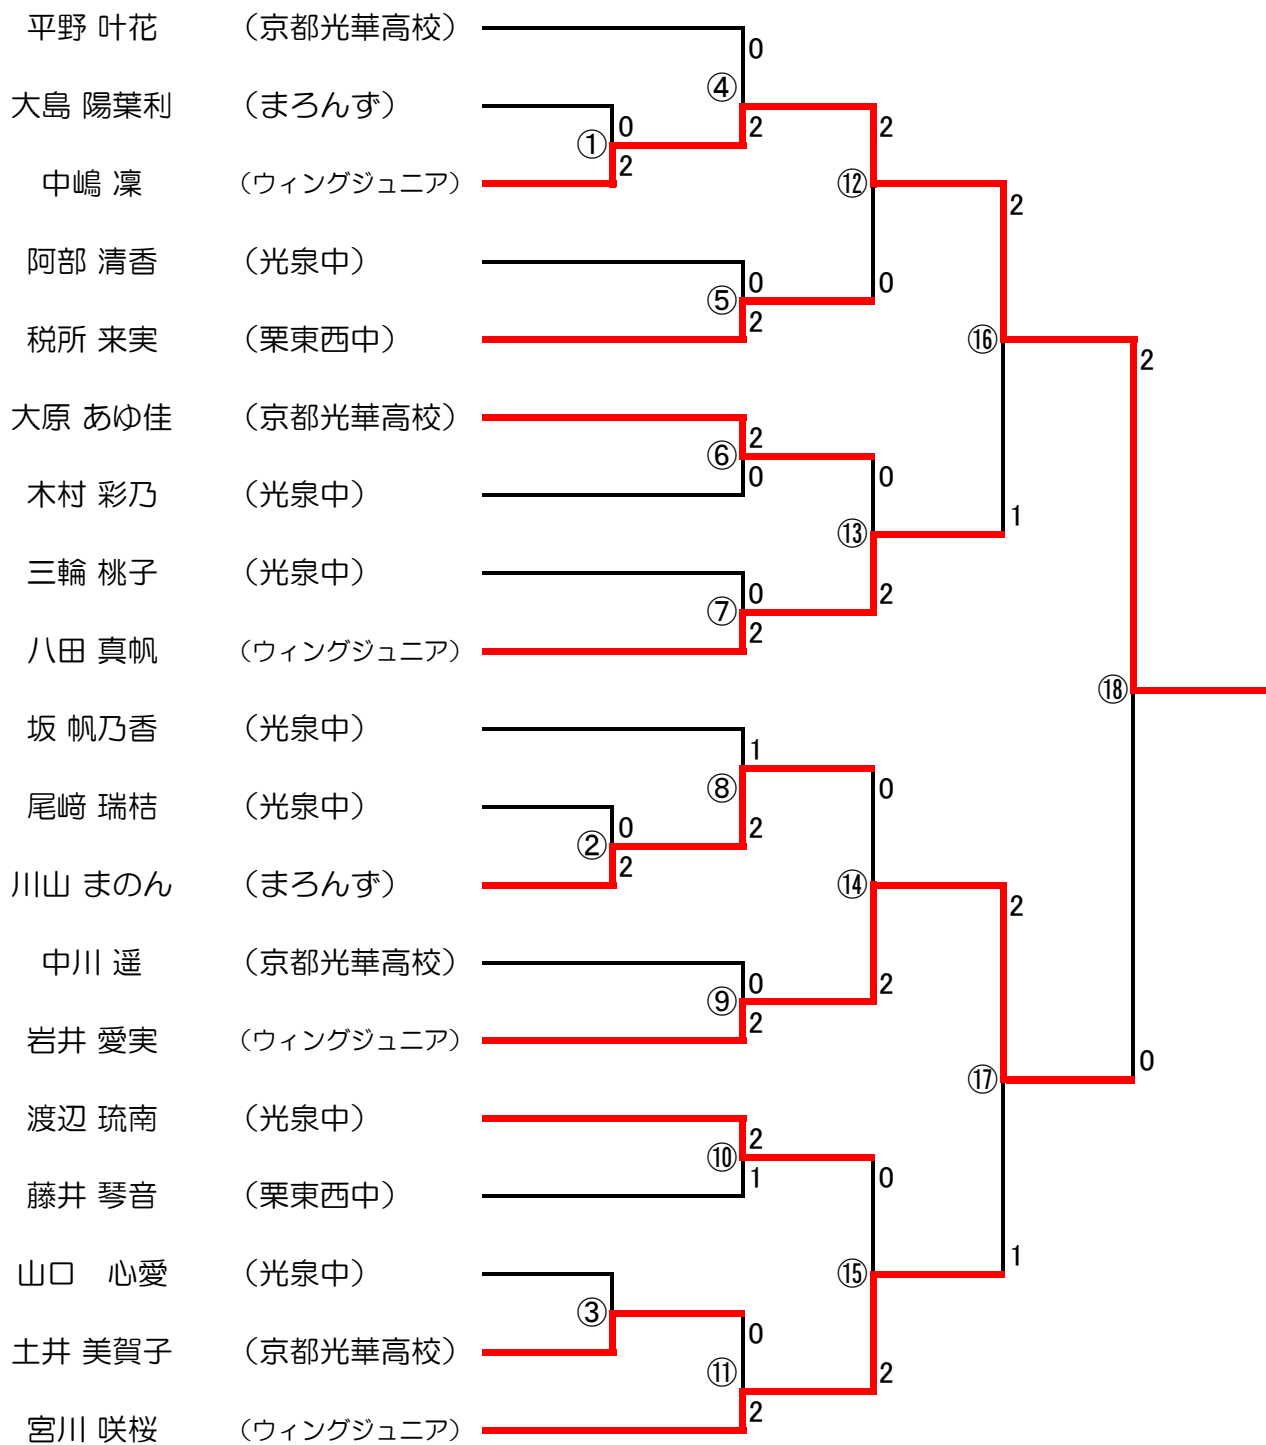 平野 叶花 （京都光華高校）
0
④
大島 陽葉利 （まろんず）
0 2 2
①
2
中嶋 凜 （ウィングジュニア）
⑫
2
阿部 清香 （光泉中）
0 0
⑤
2
税所 来実 （栗東西中）
⑯
2
大原 あゆ佳 （京都光華高校）
2
⑥
0 0
木村 彩乃 （光泉中）
1
⑬
三輪 桃子 （光泉中）
0 2
⑦
2
八田 真帆 （ウィングジュニア）
⑱
坂 帆乃香 （光泉中）
1
⑧ 0
尾﨑 瑞桔 （光泉中）
0 2
②
2
川山 まのん （まろんず）
⑭
2
中川 遥 （京都光華高校）
0 2
⑨
2
岩井 愛実 （ウィングジュニア）
0
⑰
渡辺 琉南 （光泉中）
2
⑩
1 0
藤井 琴音 （栗東西中）
1
山口　心愛 （光泉中）
⑮
③
0
土井 美賀子 （京都光華高校）
⑪ 2
2
宮川 咲桜 （ウィングジュニア）